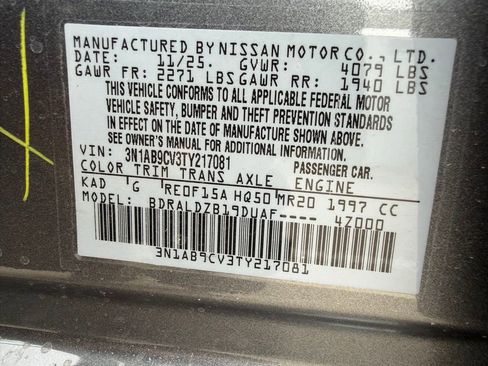 MANUFACTURED BY NISSAN MOTOR CO., LTD.
DATE: 11/25. GVWR: 4079 LBS
GAWR FR: 2271 LBS GAWR RR: 1940 LBS
THIS VEHICLE CONFORMS TO ALL APPLICABLE FEDERAL MOTOR
VEHICLE SAFETY, BUMPER AND THEFT PREVENTION STANDARDS
IN EFFECT ON THE DATE OF MANUFACTURE SHOWN ABOVE.
SEE OWNER'S MANUAL FOR ADDITIONAL INFORMATION.
VIN: 3N1AB9CV3TY217081 PASSENGER CAR.
COLOR TRIM TRANS AXLE ENGINE
KAD G RE0F15A HQ50 MR20 1997 CC
MODEL: BDRALDZB19DUAF---- 4Z000
3N1AB9CV3TY217081